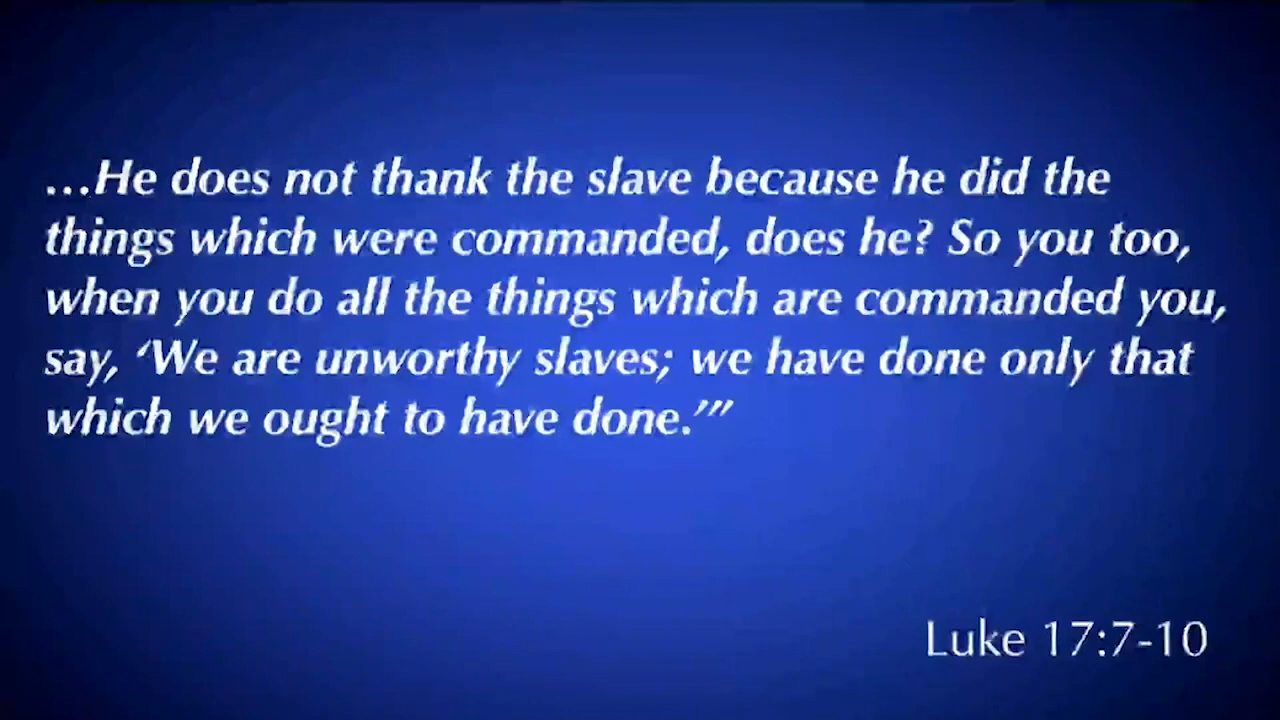 …He does not thank the slave because he did the
things which were commanded, does he? So you too,
when you do all the things which are commanded you,
say, ‘We are unworthy slaves; we have done only that
which we ought to have done.’”
Luke 17:7-10